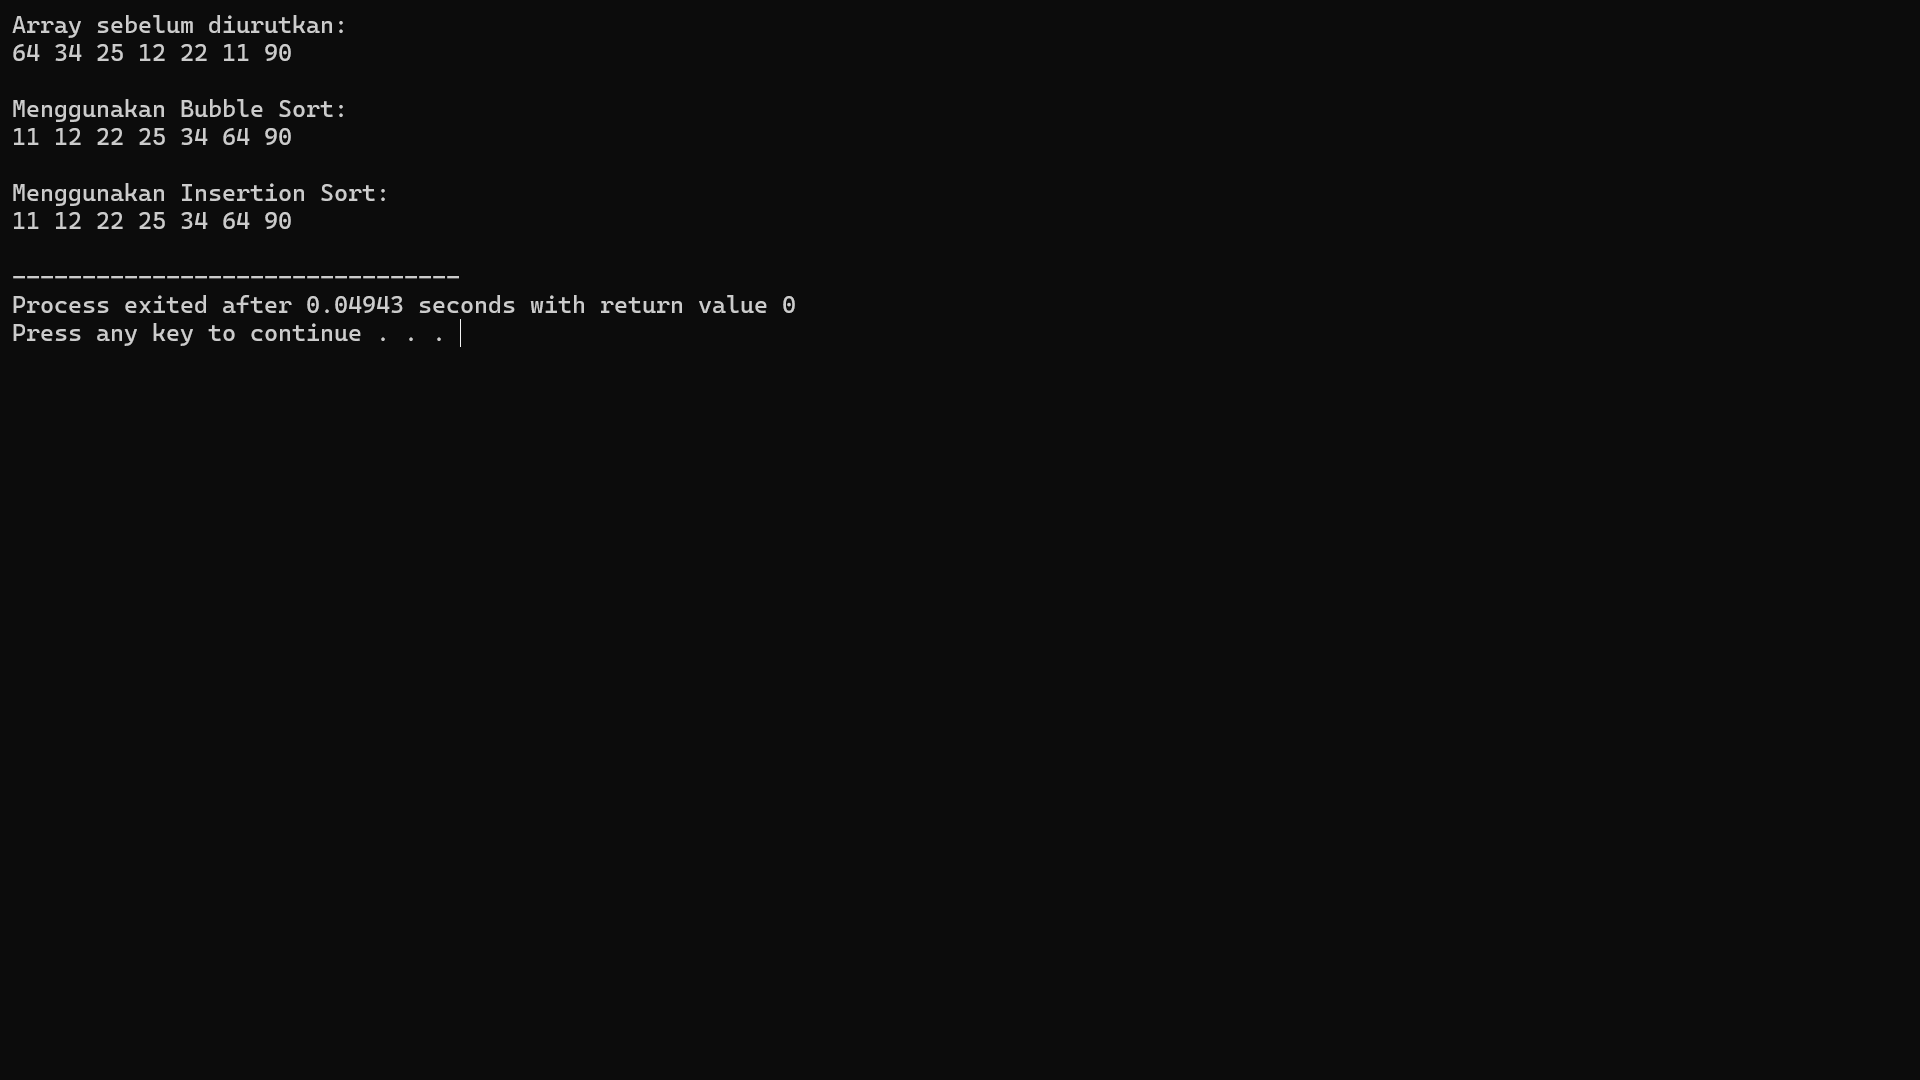 Array sebelum diurutkan:
64 34 25 12 22 11 90
Menggunakan Bubble Sort:
11 12 22 25 34 64 90
Menggunakan Insertion Sort:
11 12 22 25 34 64 90
--------------------------------
Process exited after 0.04943 seconds with return value 0
Press any key to continue . . .